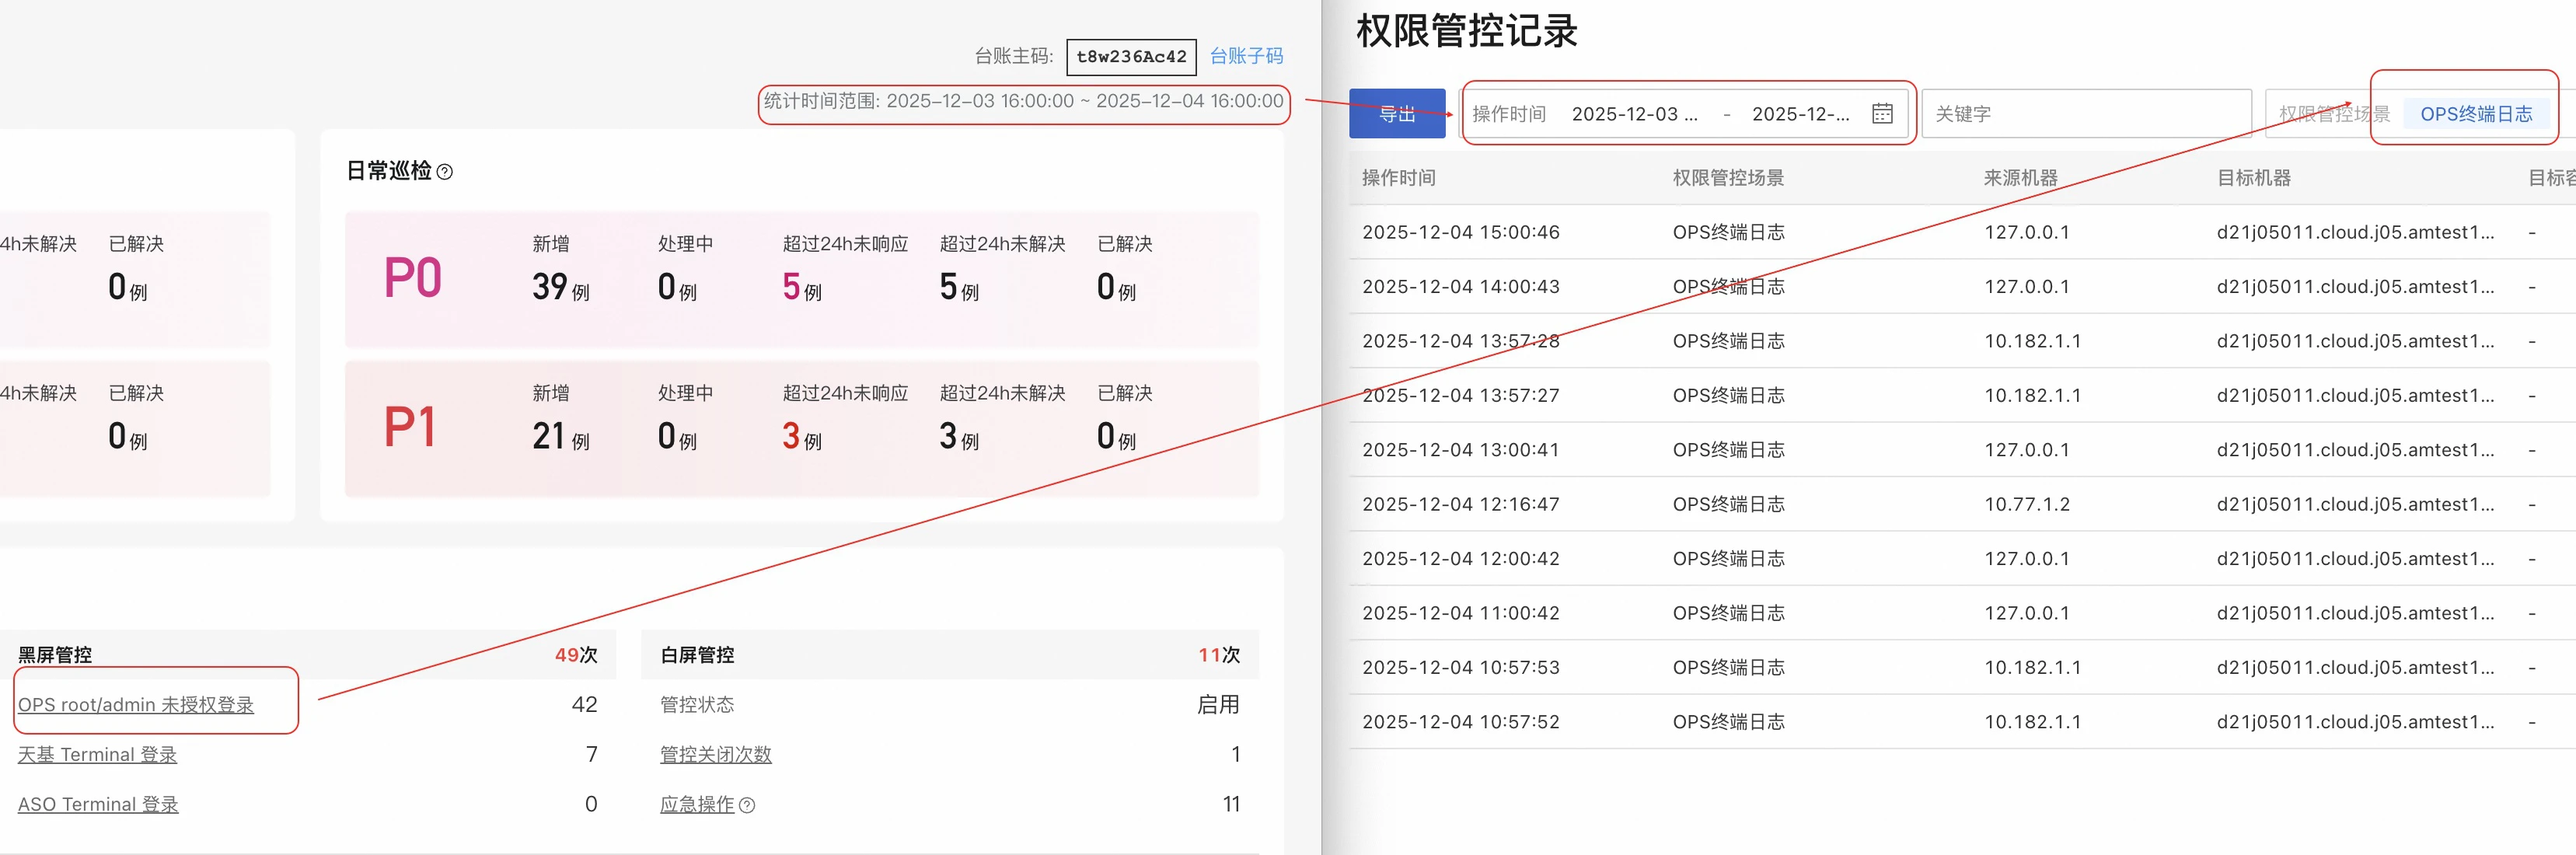 台账主码: t8w236Ac42 台账子码
统计时间范围: 2025-12-03 16:00:00 ~ 2025-12-04 16:00:00
4h未解决 已解决
0例
4h未解决 已解决
0例
日常巡检
P0
新增 处理中 超过24h未响应 超过24h未解决 已解决
39例 0例 5例 5例 0例
P1
新增 处理中 超过24h未响应 超过24h未解决 已解决
21例 0例 3例 3例 0例
黑屏管控 49次
OPS root/admin 未授权登录 42
天基 Terminal 登录 7
ASO Terminal 登录 0
白屏管控 11次
管控状态 启用
管控关闭次数 1
应急操作 11
权限管控记录
导出 操作时间 2025-12-03 ... - 2025-12-... 关键字 权限管控场景 OPS终端日志
操作时间 权限管控场景 来源机器 目标机器 目标容
2025-12-04 15:00:46 OPS终端日志 127.0.0.1 d21j05011.cloud.j05.amtest1... -
2025-12-04 14:00:43 OPS终端日志 127.0.0.1 d21j05011.cloud.j05.amtest1... -
2025-12-04 13:57:28 OPS终端日志 10.182.1.1 d21j05011.cloud.j05.amtest1... -
2025-12-04 13:57:27 OPS终端日志 10.182.1.1 d21j05011.cloud.j05.amtest1... -
2025-12-04 13:00:41 OPS终端日志 127.0.0.1 d21j05011.cloud.j05.amtest1... -
2025-12-04 12:16:47 OPS终端日志 10.77.1.2 d21j05011.cloud.j05.amtest1... -
2025-12-04 12:00:42 OPS终端日志 127.0.0.1 d21j05011.cloud.j05.amtest1... -
2025-12-04 11:00:42 OPS终端日志 127.0.0.1 d21j05011.cloud.j05.amtest1... -
2025-12-04 10:57:53 OPS终端日志 10.182.1.1 d21j05011.cloud.j05.amtest1... -
2025-12-04 10:57:52 OPS终端日志 10.182.1.1 d21j05011.cloud.j05.amtest1... -